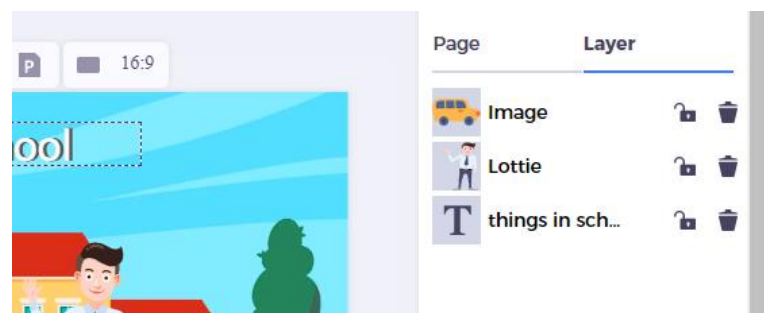 Page Layer
P 16:9
Image
ool
Lottie
T things in sch...